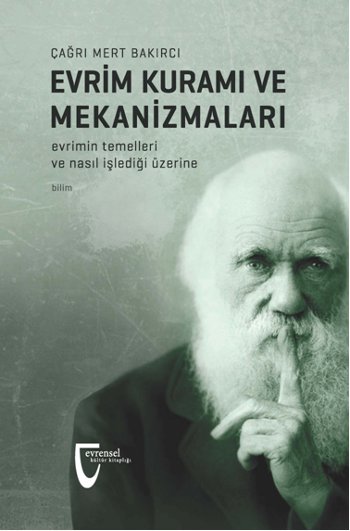 ÇAĞRI MERT BAKIRCI
EVRİM KURAMI VE
MEKANİZMALARI
evrimin temelleri
ve nasıl işlediği üzerine
bilim
evrensel
kültür kitaplığı